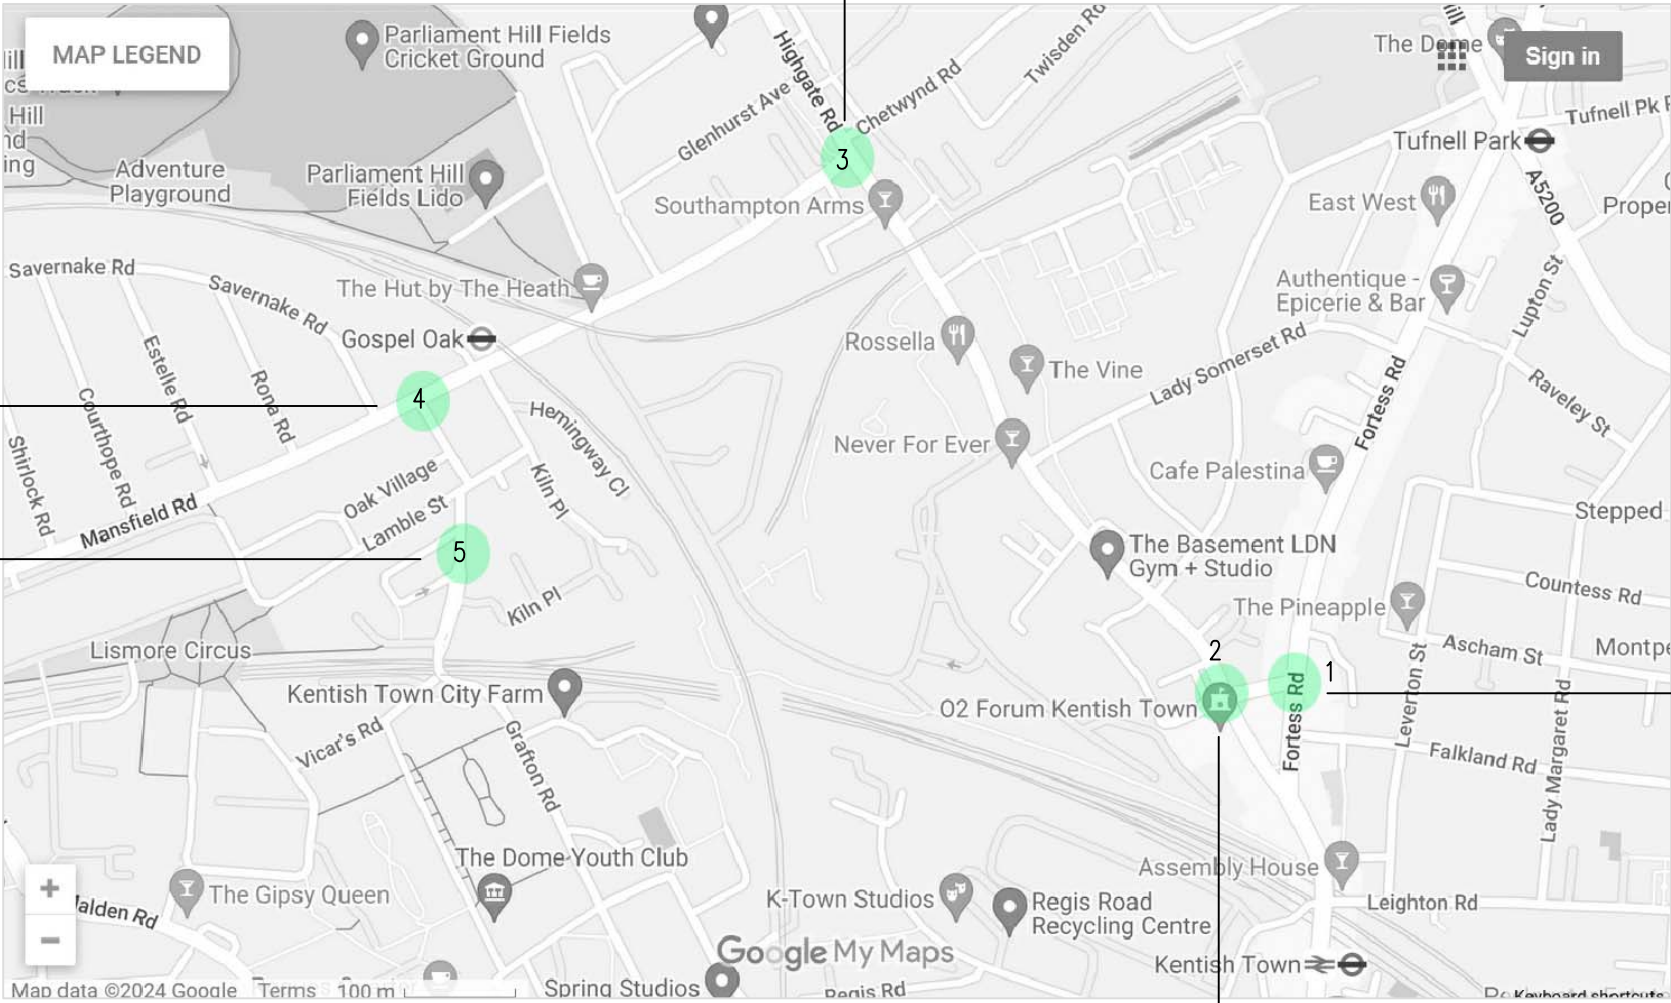 MAP LEGEND
Parliament Hill Fields
Cricket Ground
Highgate Rd
Twisden Rd
The Dome
Sign in
Hill
Glenhurst Ave
Chetwynd Rd
Tufnell Pk
Tufnell Park
A5200
3
Adventure
Playground
Parliament Hill
Fields Lido
Southampton Arms
East West
Savernake Rd
Savernake Rd
The Hut by The Heath
Authentique -
Epicerie & Bar
Lupton St
Gospel Oak
Rossella
The Vine
Lady Somerset Rd
Fortess Rd
Raveley St
Estelle Rd
Rona Rd
Courthope Rd
Shirlock Rd
4
Hemingway Cl
Never For Ever
Cafe Palestina
Oak Village
Kiln Pl
Mansfield Rd
Lamble St
Stepped
5
The Basement LDN
Gym + Studio
Countess Rd
Kiln Pl
The Pineapple
Ascham St
Montpe
Lismore Circus
2
1
Kentish Town City Farm
O2 Forum Kentish Town
Fortess Rd
Leverton St
Lady Margaret Rd
Vicar's Rd
Grafton Rd
Falkland Rd
The Dome Youth Club
Assembly House
+
The Gipsy Queen
K-Town Studios
Regis Road
Recycling Centre
Leighton Rd
−
Google My Maps
Kentish Town
Map data ©2024 Google
Terms
100 m
Spring Studios
Regis Rd
Keyboard shortcuts